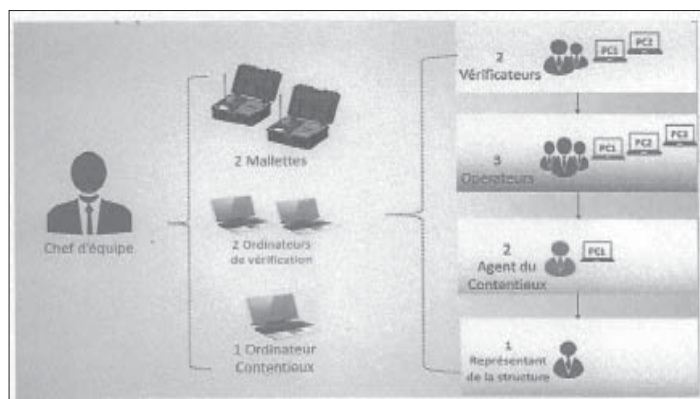 Chef d'équipe
2 Mallettes
2 Ordinateurs
de vérification
1 Ordinateur
Contentieux
2
Vérificateurs
PC1
PC2
3
Operateurs
PC1
PC2
PC3
2
Agent du
Contentieux
PC1
1
Représentant
de la structure